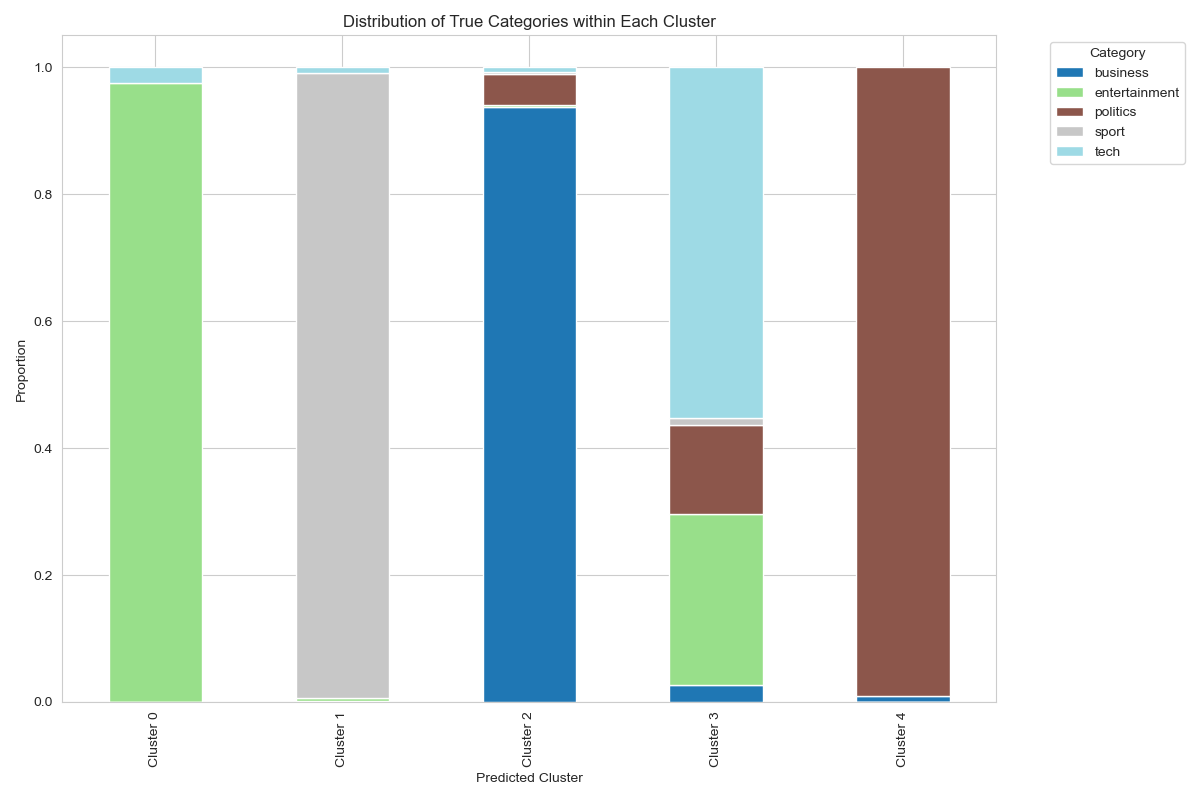 Distribution of True Categories within Each Cluster
Category
business
entertainment
politics
sport
tech
Proportion
1.0
0.8
0.6
0.4
0.2
0.0
Cluster 0
Cluster 1
Cluster 2
Cluster 3
Cluster 4
Predicted Cluster